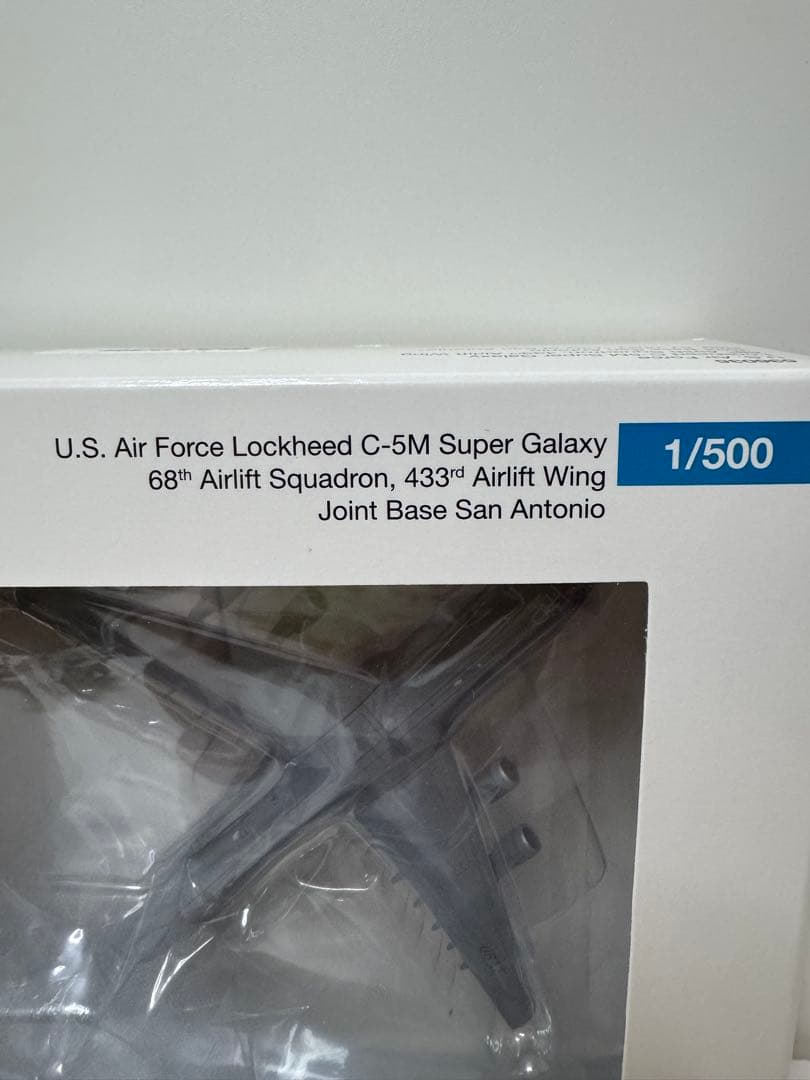 U.S. Air Force Lockheed C-5M Super Galaxy
68th Airlift Squadron, 433rd Airlift Wing
Joint Base San Antonio
1/500